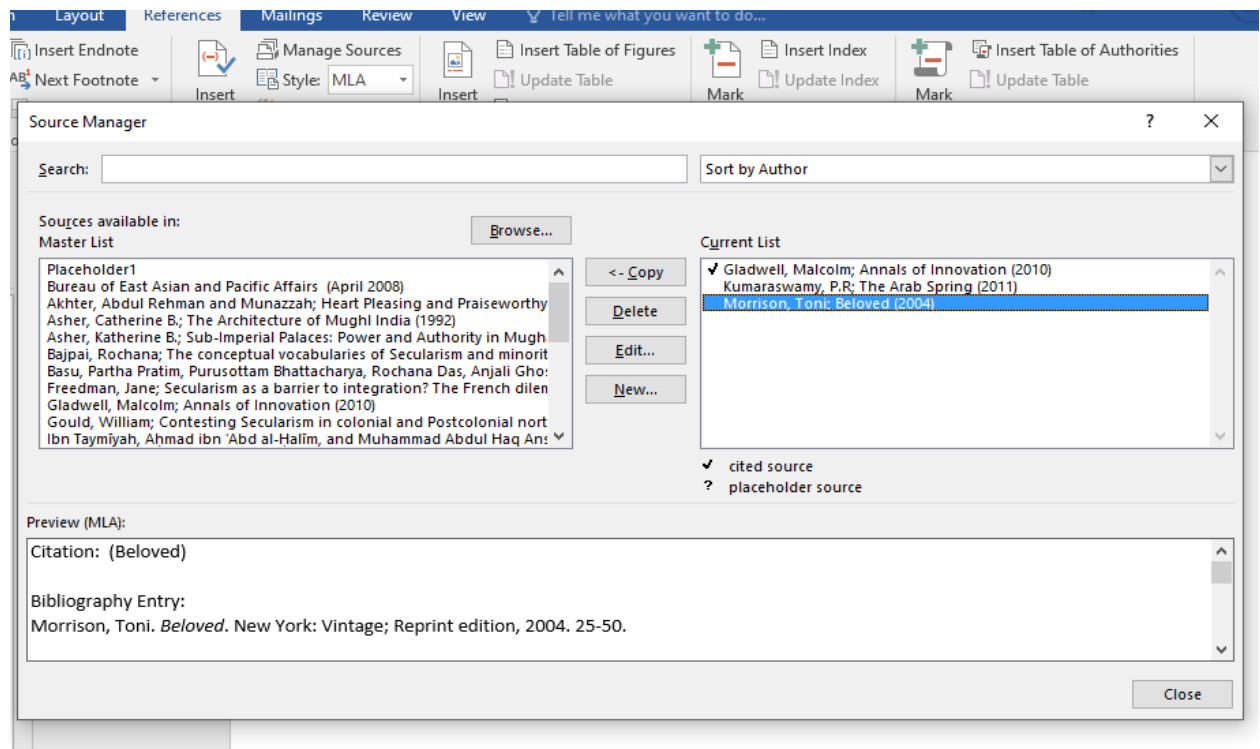 Layout References Mailings Review View Tell me what you want to do...
Insert Endnote Manage Sources Insert Table of Figures Insert Index Insert Table of Authorities
AB Next Footnote Style: MLA Update Table Update Index Update Table
Insert Insert Mark Mark
Source Manager ? X
Search: Sort by Author
Sources available in:
Master List Browse... Current List
Placeholder1
Bureau of East Asian and Pacific Affairs (April 2008)
Akhter, Abdul Rehman and Munazzah; Heart Pleasing and Praiseworthy
Asher, Catherine B.; The Architecture of Mughl India (1992)
Asher, Katherine B.; Sub-Imperial Palaces: Power and Authority in Mugh
Bajpai, Rochana; The conceptual vocabularies of Secularism and minorit
Basu, Partha Pratim, Purusottam Bhattacharya, Rochana Das, Anjali Gho
Freedman, Jane; Secularism as a barrier to integration? The French dilem
Gladwell, Malcolm; Annals of Innovation (2010)
Gould, William; Contesting Secularism in colonial and Postcolonial nort
Ibn Taymīyah, Aḥmad ibn ʻAbd al-Ḥalīm, and Muhammad Abdul Haq Ans
<- Copy
Delete
Edit...
New...
Gladwell, Malcolm; Annals of Innovation (2010)
Kumaraswamy, P.R; The Arab Spring (2011)
Morrison, Toni; Beloved (2004)
cited source
? placeholder source
Preview (MLA):
Citation: (Beloved)
Bibliography Entry:
Morrison, Toni. Beloved. New York: Vintage; Reprint edition, 2004. 25-50.
Close